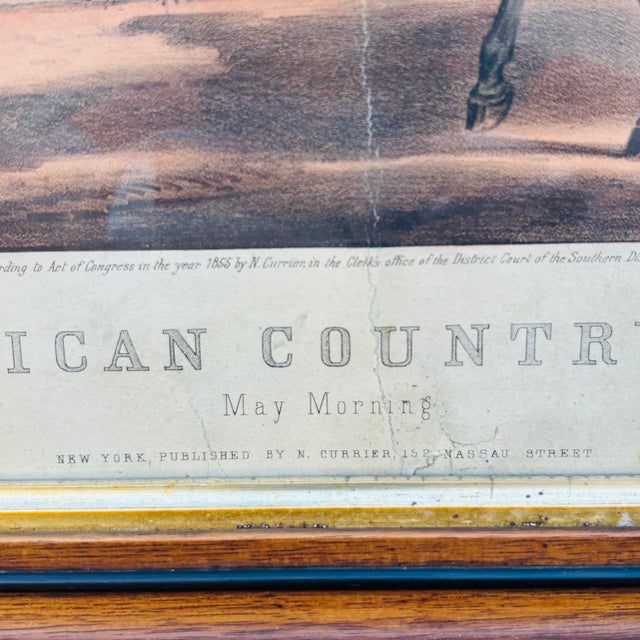 rding to Act of Congress in the year 1855 by N. Currier, in the Clerk's office of the District Court of the Southern Di
ICAN COUNTR
May Morning
NEW YORK, PUBLISHED BY N. CURRIER, 152 NASSAU STREET.